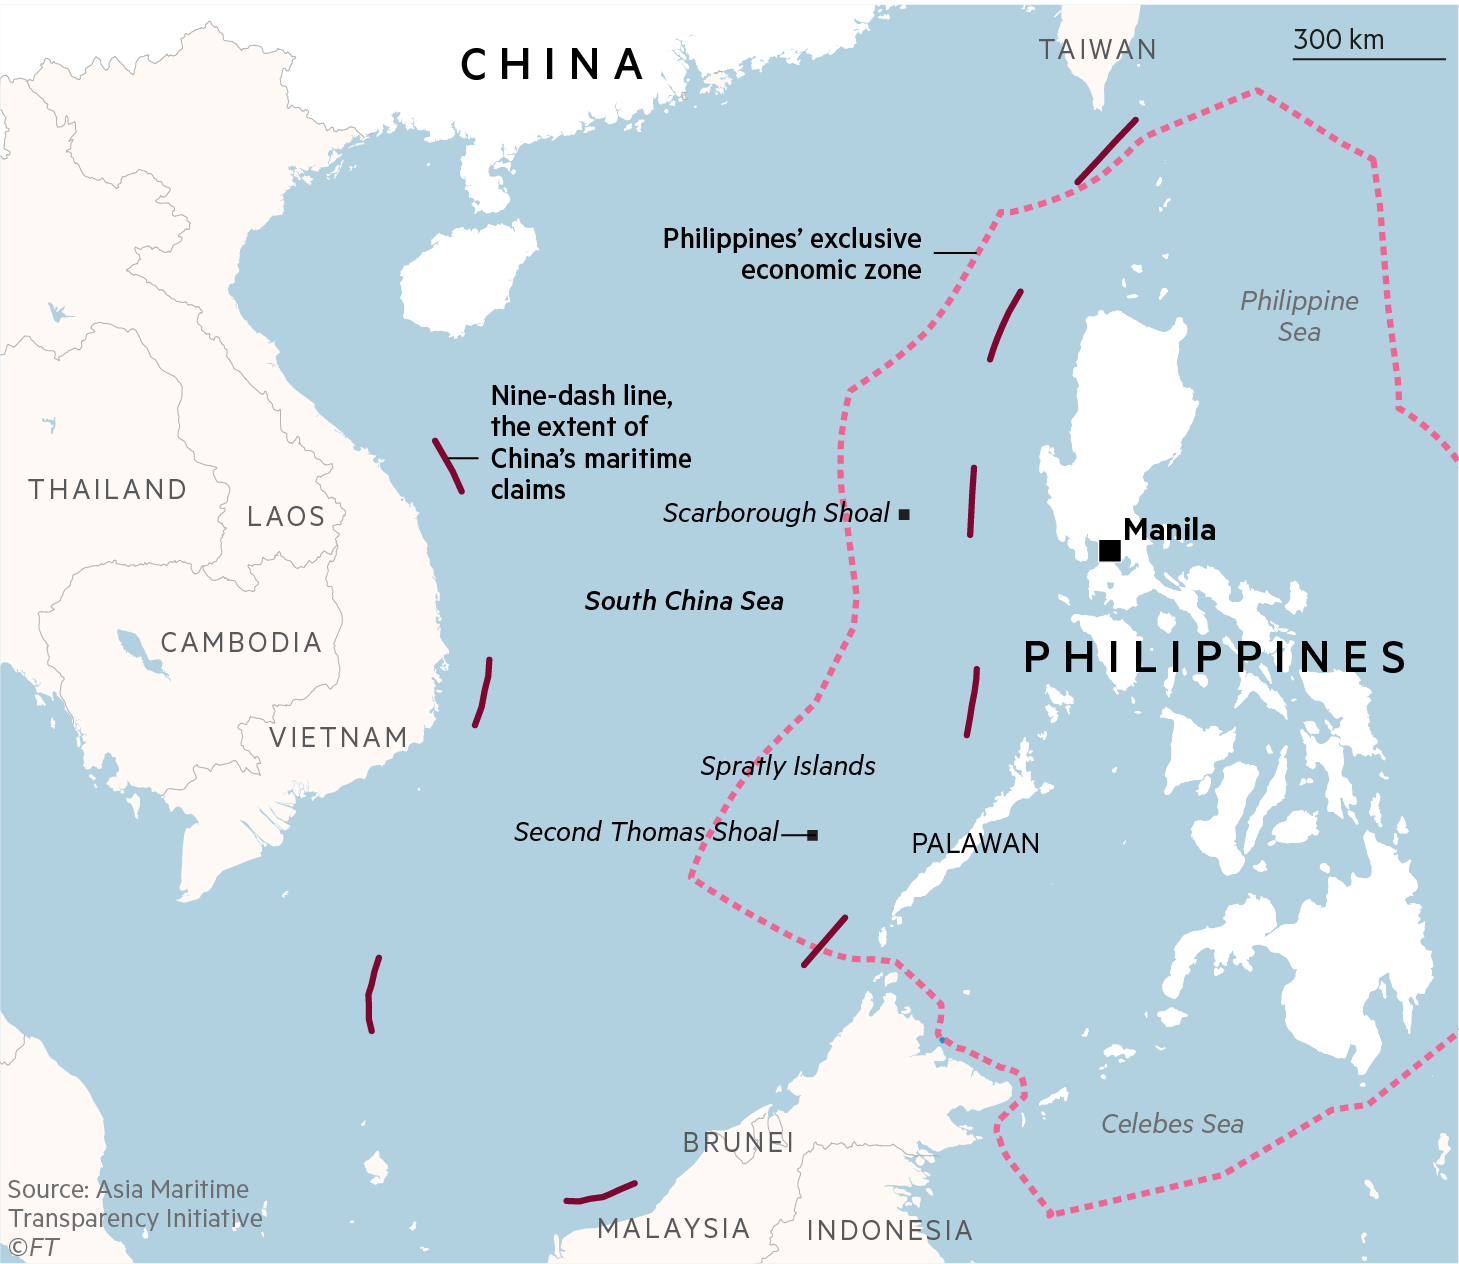 CHINA
TAIWAN
300 km
Philippines’ exclusive
economic zone
Philippine
Sea
Nine-dash line,
the extent of
China’s maritime
claims
THAILAND
LAOS
Scarborough Shoal
Manila
South China Sea
CAMBODIA
PHILIPPINES
VIETNAM
Spratly Islands
Second Thomas Shoal
PALAWAN
Celebes Sea
BRUNEI
MALAYSIA
INDONESIA
Source: Asia Maritime
Transparency Initiative
©FT